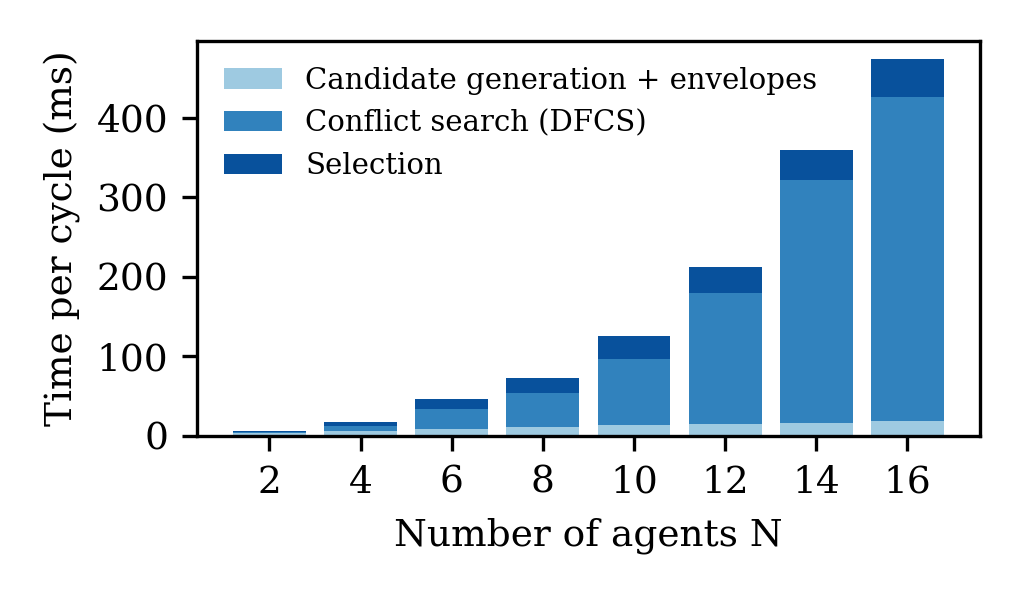 Time per cycle (ms)
400
300
200
100
0
Candidate generation + envelopes
Conflict search (DFCS)
Selection
2 4 6 8 10 12 14 16
Number of agents N